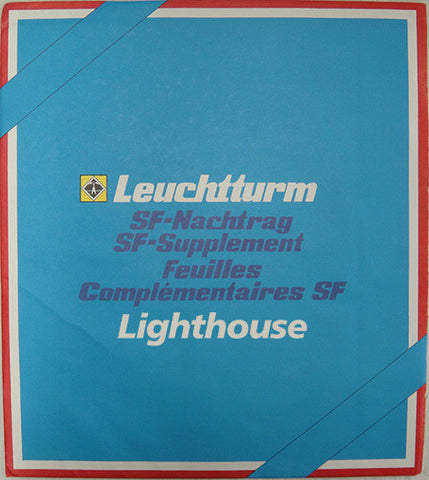 Leuchtturm
SF-Nachtrag
SF-Supplement
Feuilles
Complémentaires SF
Lighthouse